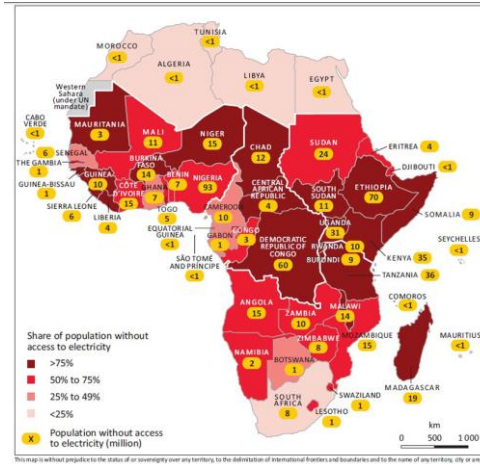 TUNISIA
<1
MOROCCO
<1
ALGERIA
<1
LIBYA
<1
EGYPT
<1
Western
Sahara
(under UN
mandate)
CABO
VERDE
<1
MAURITANIA
3
MALI
11
NIGER
15
CHAD
12
SUDAN
24
ERITREA 4
DJIBOUTI <1
6
SENEGAL
THE GAMBIA
1
GUINEA-BISSAU
1
GUINEA
10
SIERRA LEONE
6
LIBERIA
4
CÔTE
D'IVOIRE
15
BURKINA
FASO
14
GHANA
7
TOGO
5
BENIN
7
NIGERIA
93
CAMEROON
10
EQUATORIAL
GUINEA
<1
SÃO TOMÉ
AND PRÍNCIPE
<1
GABON
1
CONGO
3
CENTRAL
AFRICAN
REPUBLIC
4
SOUTH
SUDAN
11
ETHIOPIA
70
SOMALIA 9
UGANDA
31
RWANDA 10
BURUNDI 9
KENYA 35
TANZANIA 36
SEYCHELLES
<1
DEMOCRATIC
REPUBLIC OF
CONGO
60
COMOROS
<1
ANGOLA
15
ZAMBIA
10
MALAWI
14
MOZAMBIQUE
15
MAURITIUS
<1
ZIMBABWE
8
NAMIBIA
2
BOTSWANA
1
MADAGASCAR
19
SWAZILAND
1
SOUTH
AFRICA
8
LESOTHO
1
Share of population without
access to electricity
>75%
50% to 75%
25% to 49%
<25%
X Population without access
to electricity (million)
km
0 500 1 000
This map is without prejudice to the status of or sovereignty over any territory, to the delimitation of international frontiers and boundaries and to the name of any territory, city or